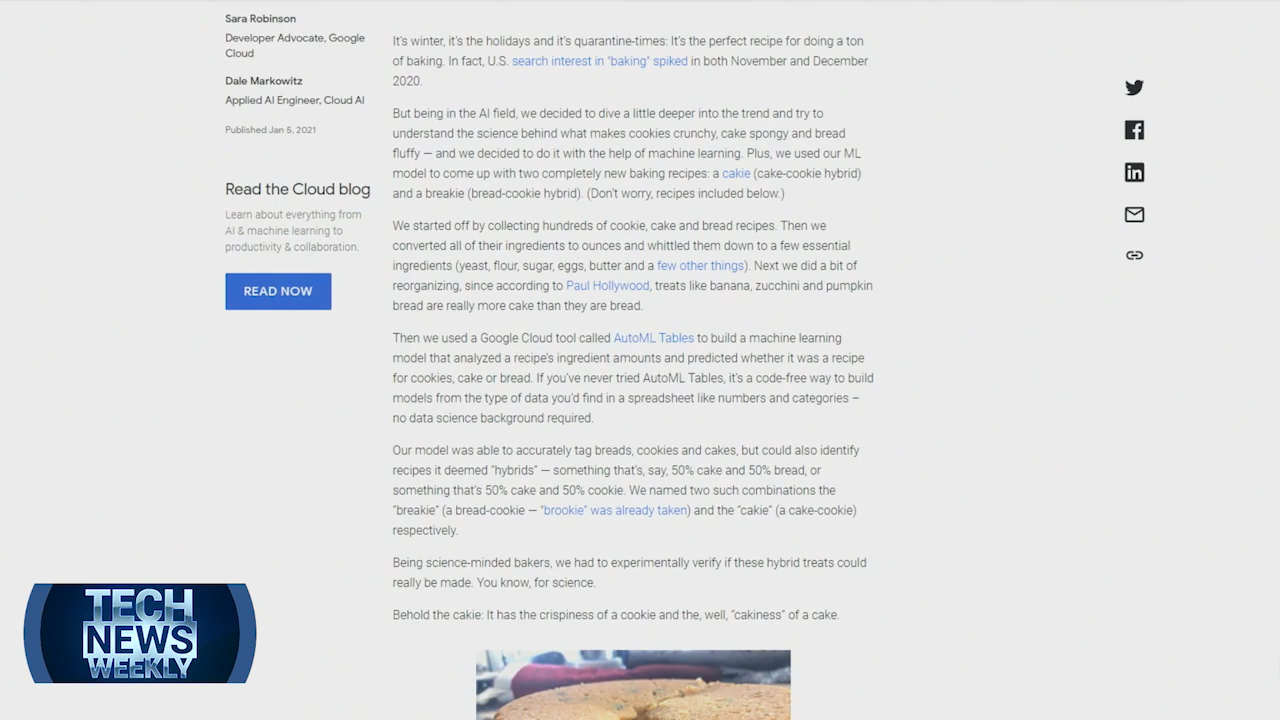 Sara Robinson
Developer Advocate, Google
Cloud
Dale Markowitz
Applied AI Engineer, Cloud AI
Published Jan 5, 2021
Read the Cloud blog
Learn about everything from
AI & machine learning to
productivity & collaboration.
READ NOW
It's winter, it's the holidays and it's quarantine-times: It's the perfect recipe for doing a ton
of baking. In fact, U.S. search interest in "baking" spiked in both November and December
2020.
But being in the AI field, we decided to dive a little deeper into the trend and try to
understand the science behind what makes cookies crunchy, cake spongy and bread
fluffy — and we decided to do it with the help of machine learning. Plus, we used our ML
model to come up with two completely new baking recipes: a cakie (cake-cookie hybrid)
and a breakie (bread-cookie hybrid). (Don't worry, recipes included below.)
We started off by collecting hundreds of cookie, cake and bread recipes. Then we
converted all of their ingredients to ounces and whittled them down to a few essential
ingredients (yeast, flour, sugar, eggs, butter and a few other things). Next we did a bit of
reorganizing, since according to Paul Hollywood, treats like banana, zucchini and pumpkin
bread are really more cake than they are bread.
Then we used a Google Cloud tool called AutoML Tables to build a machine learning
model that analyzed a recipe's ingredient amounts and predicted whether it was a recipe
for cookies, cake or bread. If you've never tried AutoML Tables, it's a code-free way to build
models from the type of data you'd find in a spreadsheet like numbers and categories –
no data science background required.
Our model was able to accurately tag breads, cookies and cakes, but could also identify
recipes it deemed "hybrids" — something that's, say, 50% cake and 50% bread, or
something that's 50% cake and 50% cookie. We named two such combinations the
"breakie" (a bread-cookie — "brookie" was already taken) and the "cakie" (a cake-cookie)
respectively.
Being science-minded bakers, we had to experimentally verify if these hybrid treats could
really be made. You know, for science.
Behold the cakie: It has the crispiness of a cookie and the, well, "cakiness" of a cake.
TECH
NEWS
WEEKLY